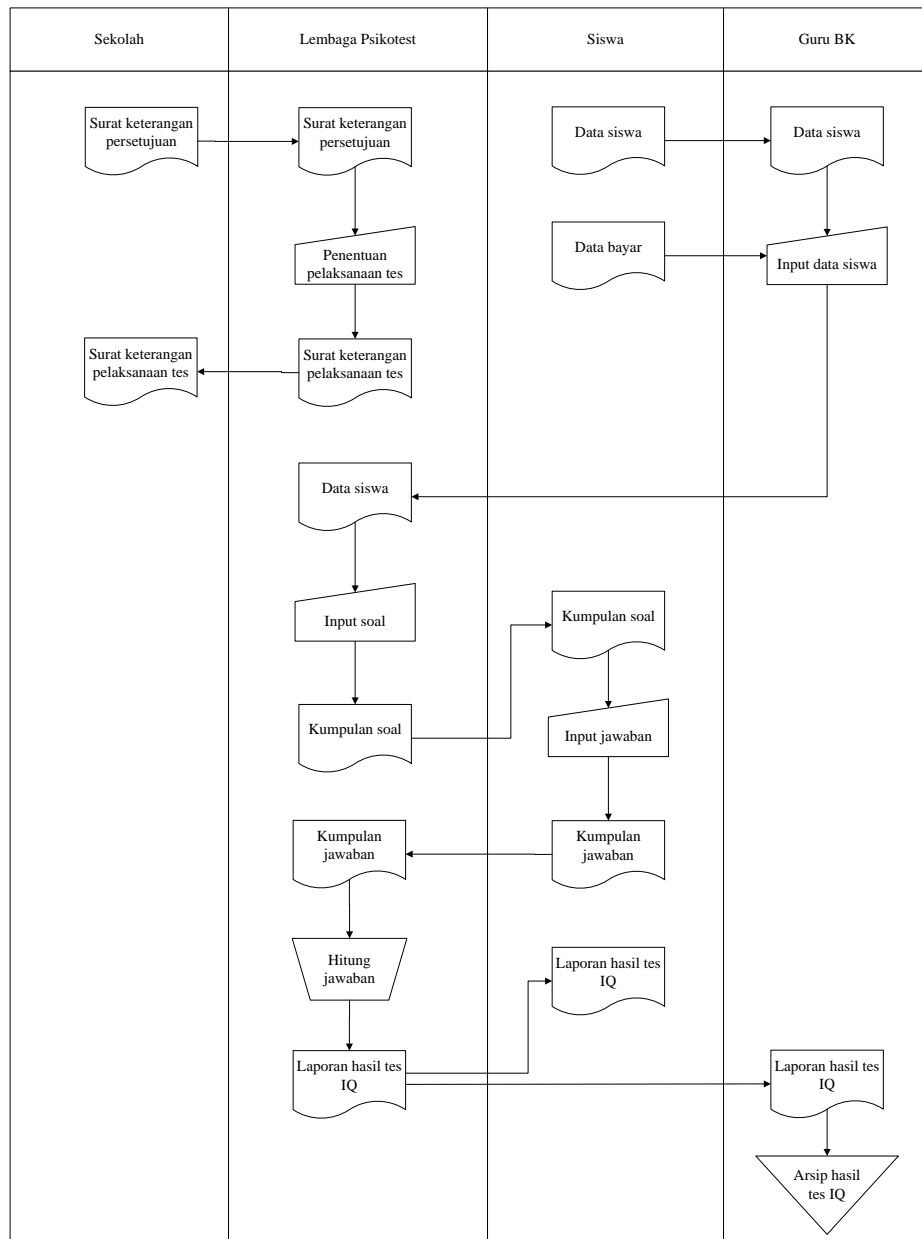 Sekolah
Lembaga Psikotest
Siswa
Guru BK
Surat keterangan
persetujuan
Surat keterangan
persetujuan
Data siswa
Data siswa
Penentuan
pelaksanaan tes
Data bayar
Input data siswa
Surat keterangan
pelaksanaan tes
Surat keterangan
pelaksanaan tes
Data siswa
Input soal
Kumpulan soal
Kumpulan soal
Input jawaban
Kumpulan
jawaban
Kumpulan
jawaban
Hitung
jawaban
Laporan hasil tes
IQ
Laporan hasil tes
IQ
Laporan hasil tes
IQ
Arsip hasil
tes IQ